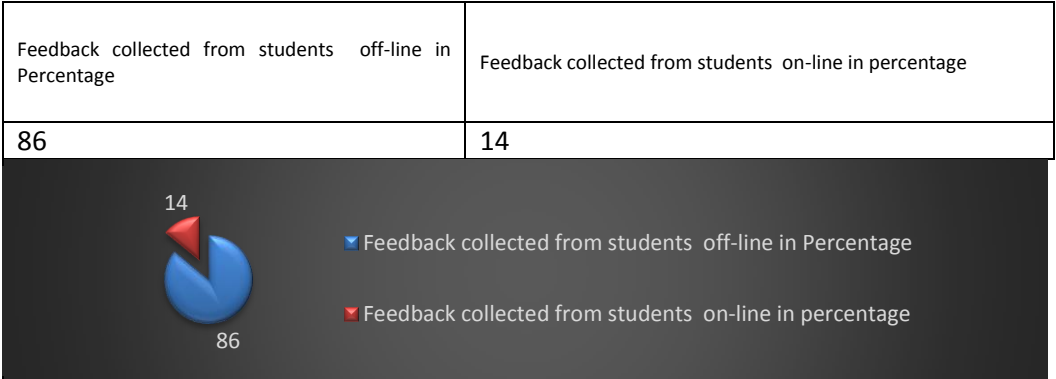 Feedback collected from students off-line in
Percentage
Feedback collected from students on-line in percentage
86
14
14
86
Feedback collected from students off-line in Percentage
Feedback collected from students on-line in percentage